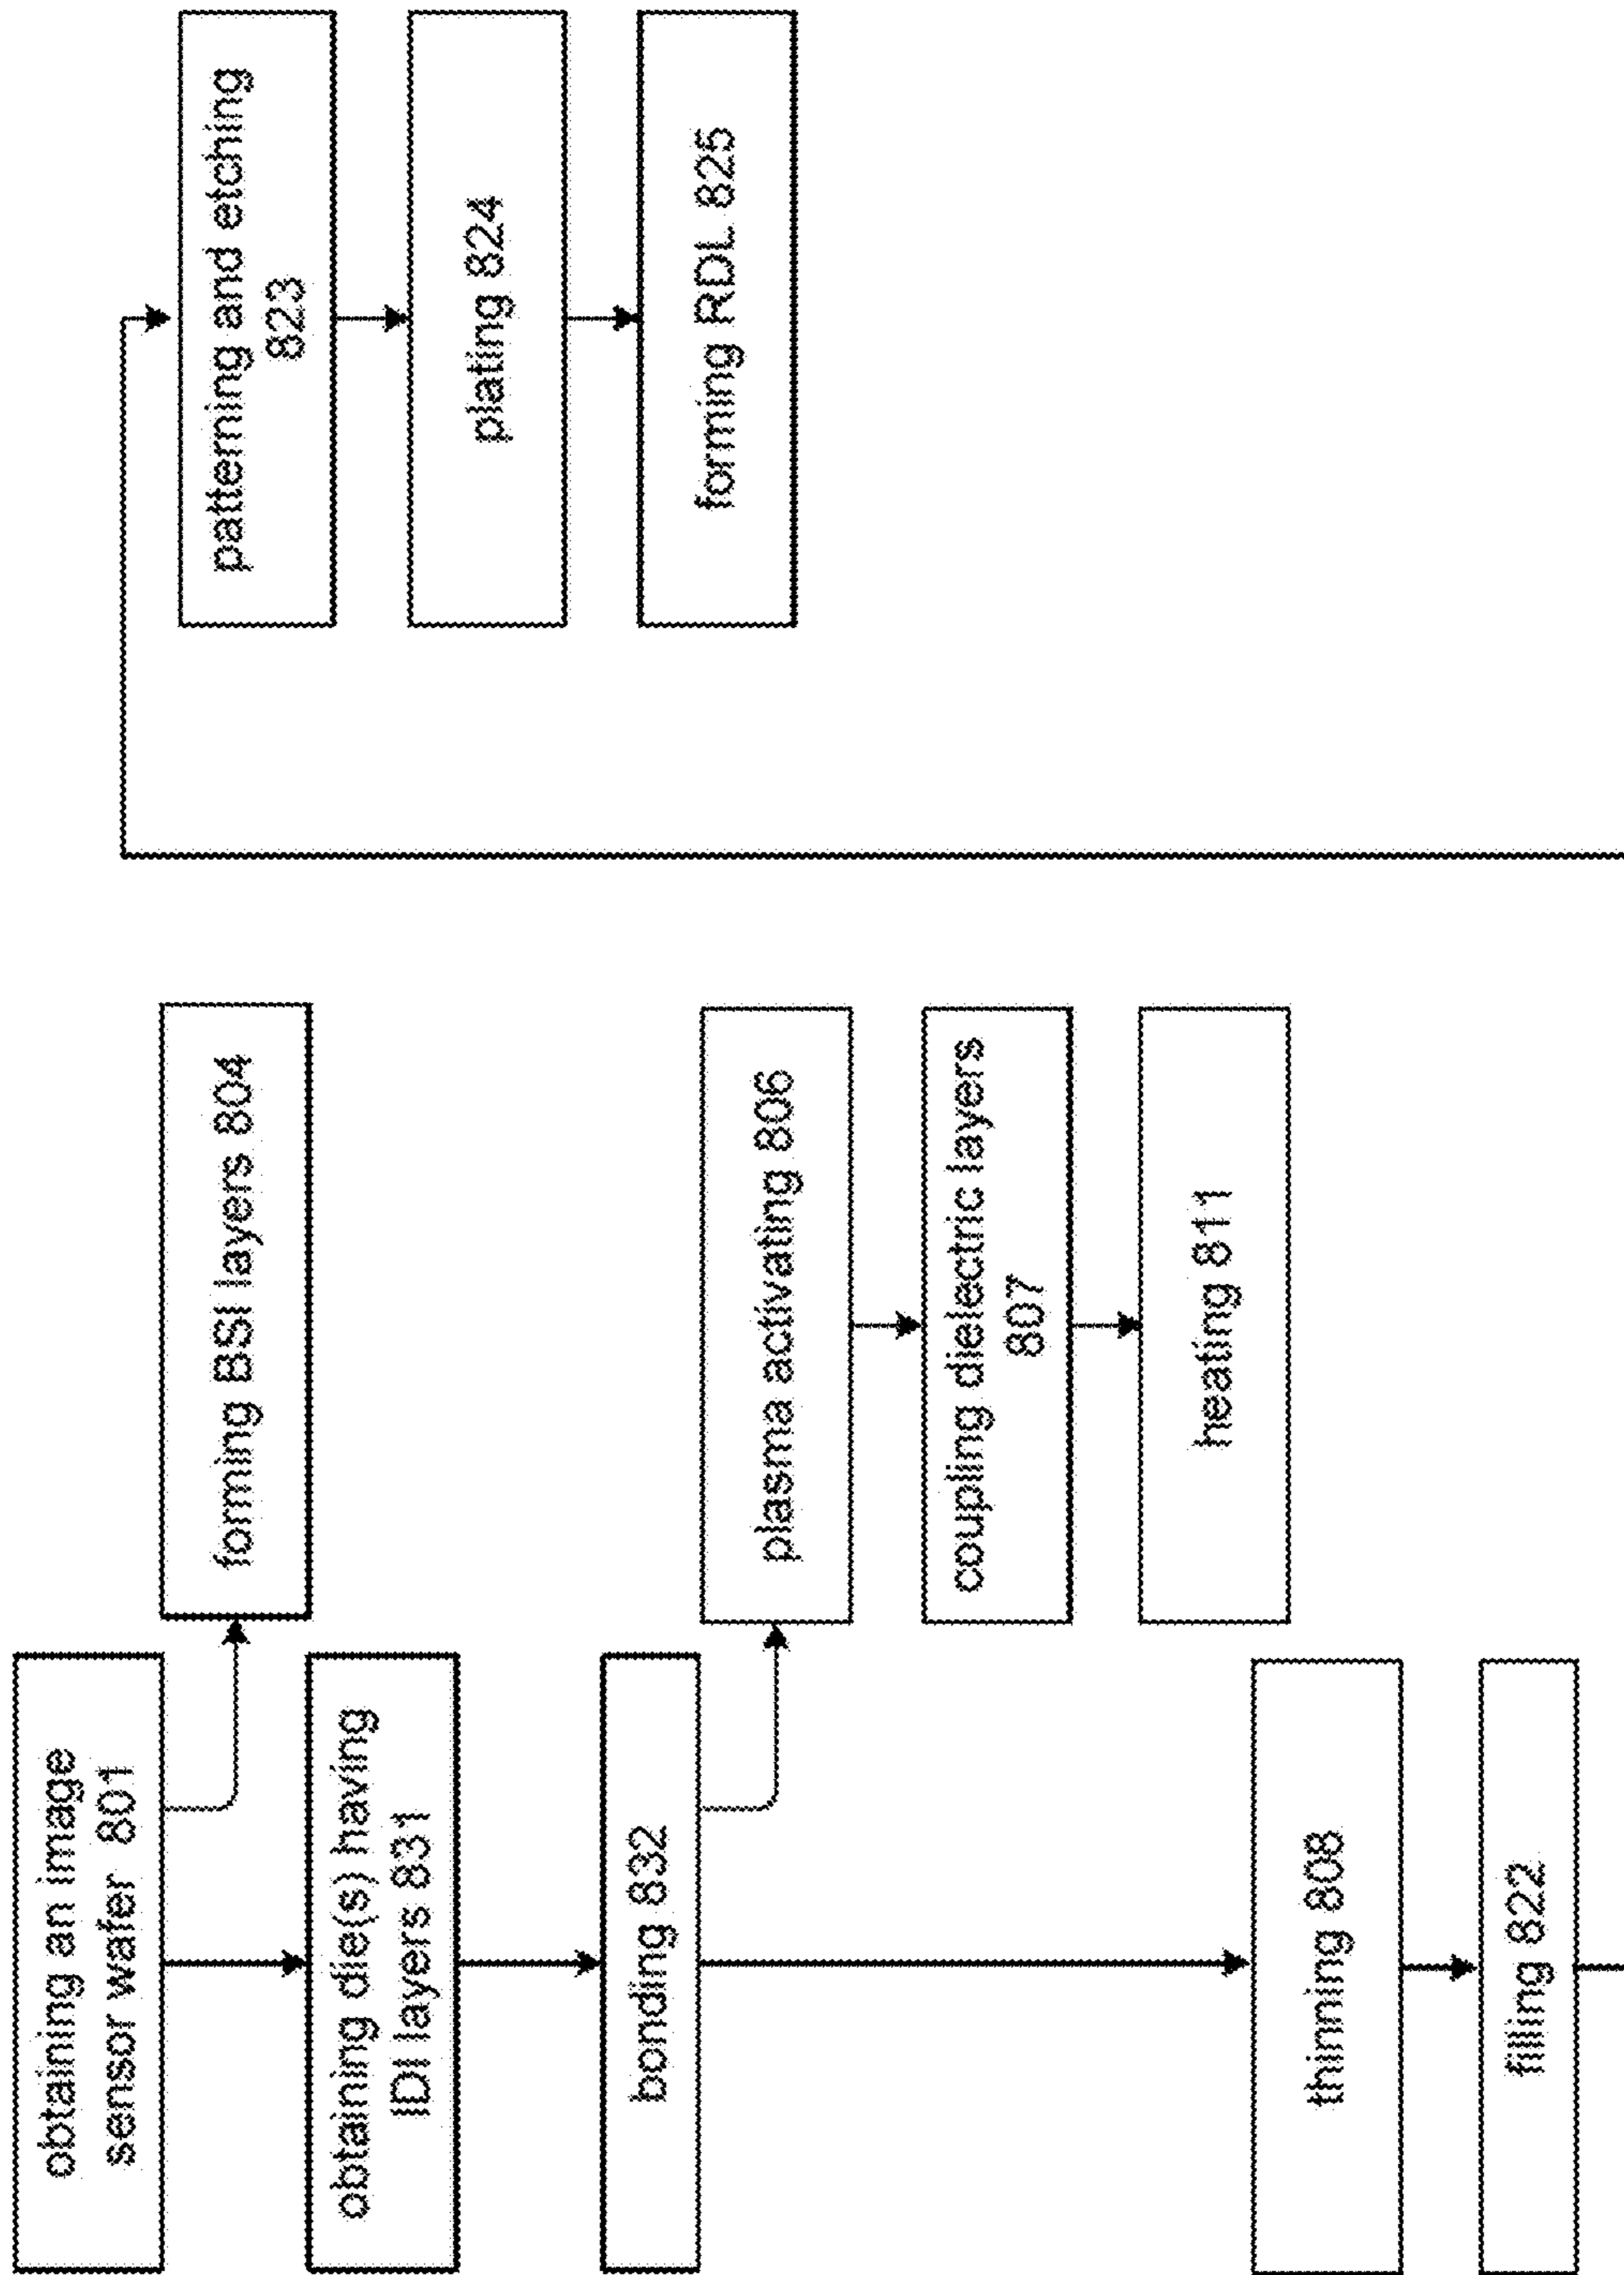 obtaining an image
sensor wafer 801
forming BSI layers 804
obtaining die(s) having
IDI layers 831
bonding 832
plasma activating 806
coupling dielectric layers
807
heating 811
thinning 808
filling 822
patterning and etching
823
plating 824
forming RDL 825